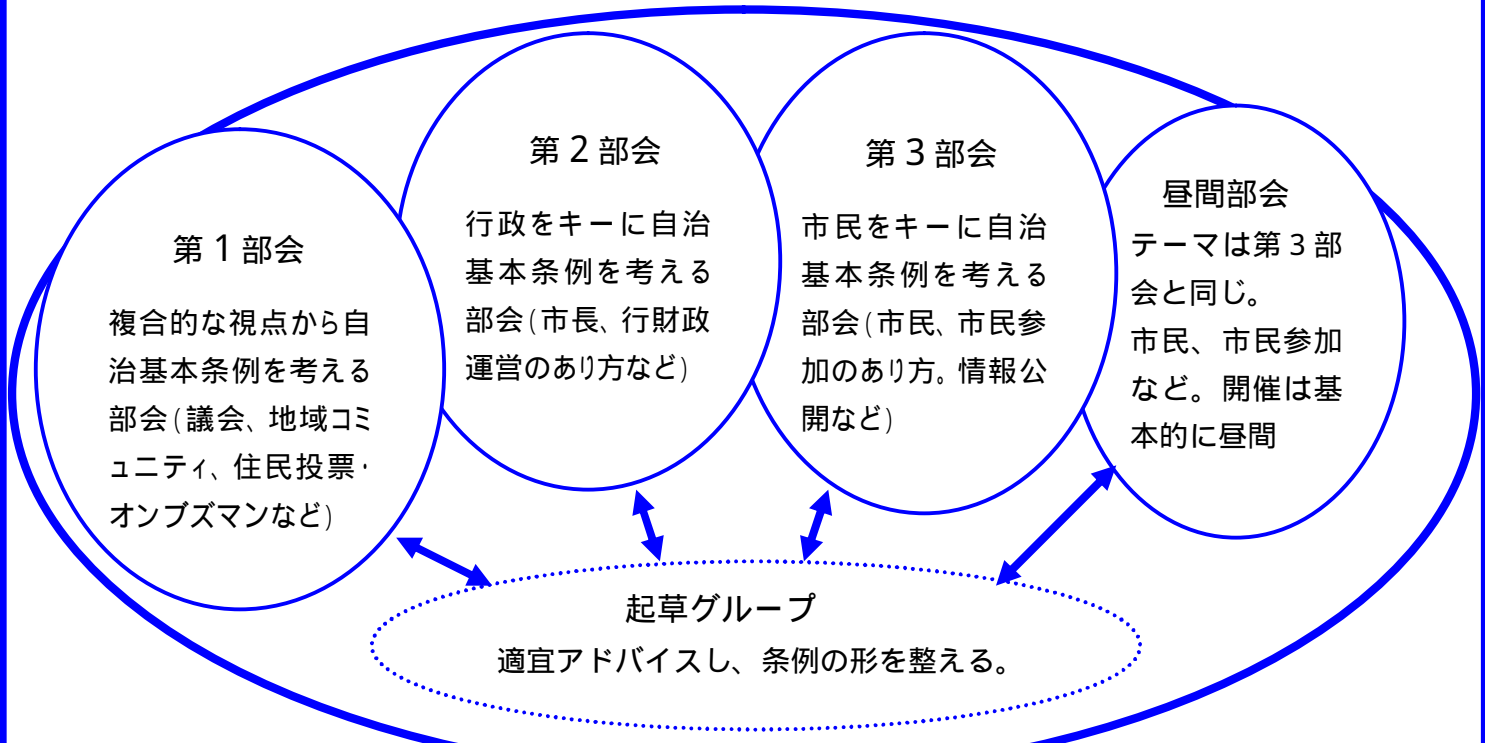 第１部会
複合的な視点から自
治基本条例を考える
部会(議会、地域コミ
ュニティ、住民投票・
オンブズマンなど)
第２部会
行政をキーに自治
基本条例を考える
部会(市長、行財政
運営のあり方など)
第３部会
市民をキーに自治
基本条例を考える
部会(市民、市民参
加のあり方。情報公
開など)
昼間部会
テーマは第３部
会と同じ。
市民、市民参加
など。開催は基
本的に昼間
起草グループ
適宜アドバイスし、条例の形を整える。